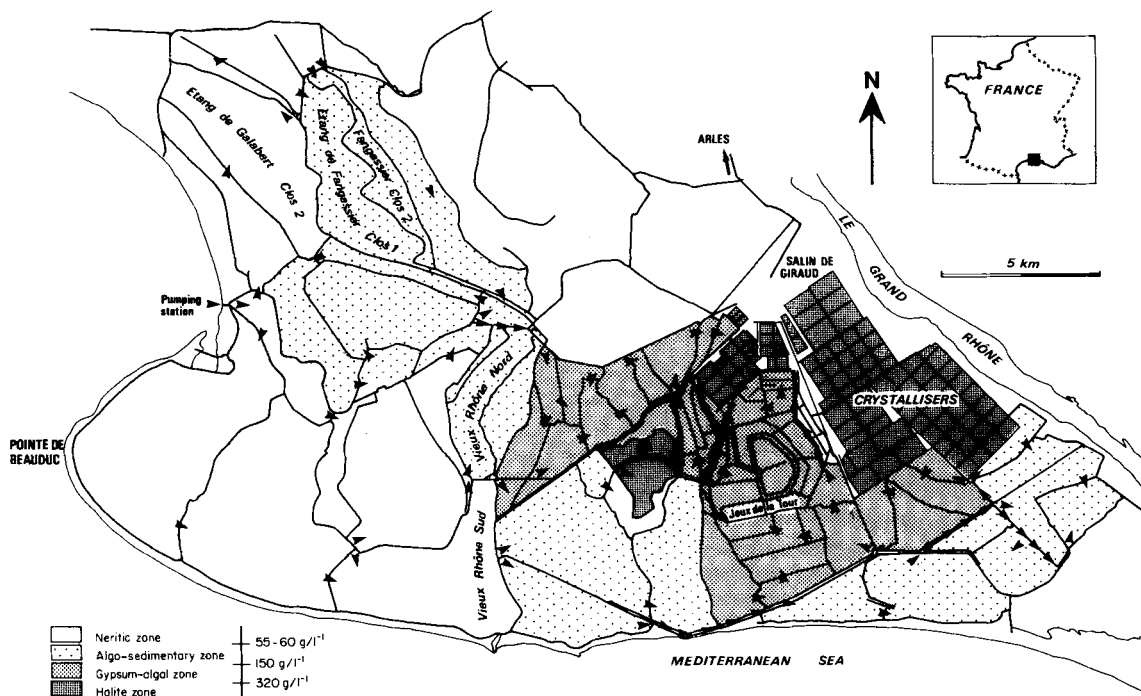 N
FRANCE
ARLES
Etang de Galabert Clos 2
Etang de Fangassier Clos 1
Fangassier Clos 2
LE GRAND RHÔNE
5 km
SALIN DE
GIRAUD
Pumping
station
Vieux Rhône Nord
CRYSTALLISERS
POINTE DE
BEAUDUC
Vieux Rhône Sud
Jeux de la Tour
MEDITERRANEAN SEA
Neritic zone
55-60 g/l⁻¹
Algo-sedimentary zone
150 g/l⁻¹
Gypsum-algal zone
320 g/l⁻¹
Halite zone